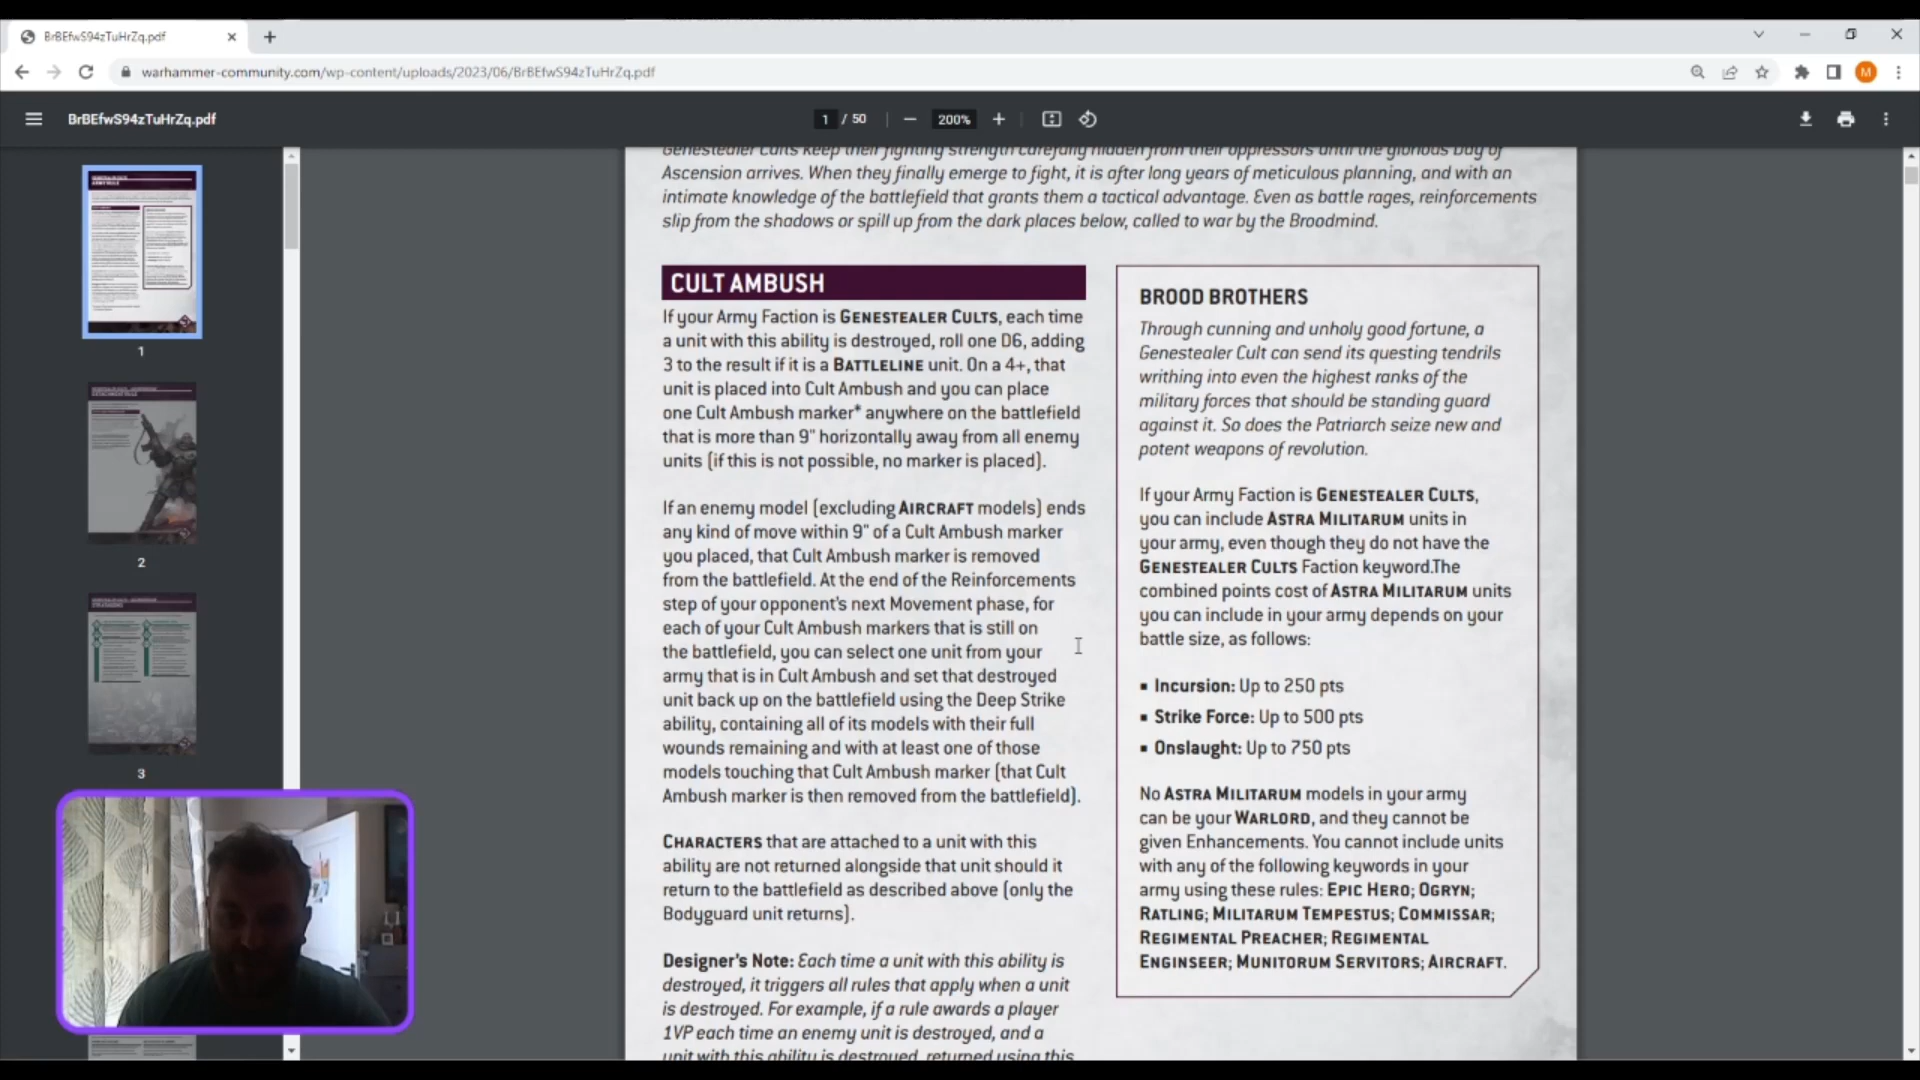 BrBEfwS94zTuHrZq.pdf
warhammer-community.com/wp-content/uploads/2023/06/BrBEfwS94zTuHrZq.pdf
M
BrBEfwS94zTuHrZq.pdf
1 / 50
200%
1
2
3
Genestealer Cults keep their fighting strength carefully hidden from their oppressors until the glorious Day of
Ascension arrives. When they finally emerge to fight, it is after long years of meticulous planning, and with an
intimate knowledge of the battlefield that grants them a tactical advantage. Even as battle rages, reinforcements
slip from the shadows or spill up from the dark places below, called to war by the Broodmind.
CULT AMBUSH
If your Army Faction is GENESTEALER CULTS, each time
a unit with this ability is destroyed, roll one D6, adding
3 to the result if it is a BATTLELINE unit. On a 4+, that
unit is placed into Cult Ambush and you can place
one Cult Ambush marker* anywhere on the battlefield
that is more than 9" horizontally away from all enemy
units (if this is not possible, no marker is placed).
If an enemy model (excluding AIRCRAFT models) ends
any kind of move within 9" of a Cult Ambush marker
you placed, that Cult Ambush marker is removed
from the battlefield. At the end of the Reinforcements
step of your opponent's next Movement phase, for
each of your Cult Ambush markers that is still on
the battlefield, you can select one unit from your
army that is in Cult Ambush and set that destroyed
unit back up on the battlefield using the Deep Strike
ability, containing all of its models with their full
wounds remaining and with at least one of those
models touching that Cult Ambush marker (that Cult
Ambush marker is then removed from the battlefield).
CHARACTERS that are attached to a unit with this
ability are not returned alongside that unit should it
return to the battlefield as described above (only the
Bodyguard unit returns).
Designer's Note: Each time a unit with this ability is
destroyed, it triggers all rules that apply when a unit
is destroyed. For example, if a rule awards a player
1VP each time an enemy unit is destroyed, and a
unit with this ability is destroyed, returned using this
BROOD BROTHERS
Through cunning and unholy good fortune, a
Genestealer Cult can send its questing tendrils
writhing into even the highest ranks of the
military forces that should be standing guard
against it. So does the Patriarch seize new and
potent weapons of revolution.
If your Army Faction is GENESTEALER CULTS,
you can include ASTRA MILITARUM units in
your army, even though they do not have the
GENESTEALER CULTS Faction keyword.The
combined points cost of ASTRA MILITARUM units
you can include in your army depends on your
battle size, as follows:
▪ Incursion: Up to 250 pts
▪ Strike Force: Up to 500 pts
▪ Onslaught: Up to 750 pts
No ASTRA MILITARUM models in your army
can be your WARLORD, and they cannot be
given Enhancements. You cannot include units
with any of the following keywords in your
army using these rules: EPIC HERO; OGRYN;
RATLING; MILITARUM TEMPESTUS; COMMISSAR;
REGIMENTAL PREACHER; REGIMENTAL
ENGINSEER; MUNITORUM SERVITORS; AIRCRAFT.